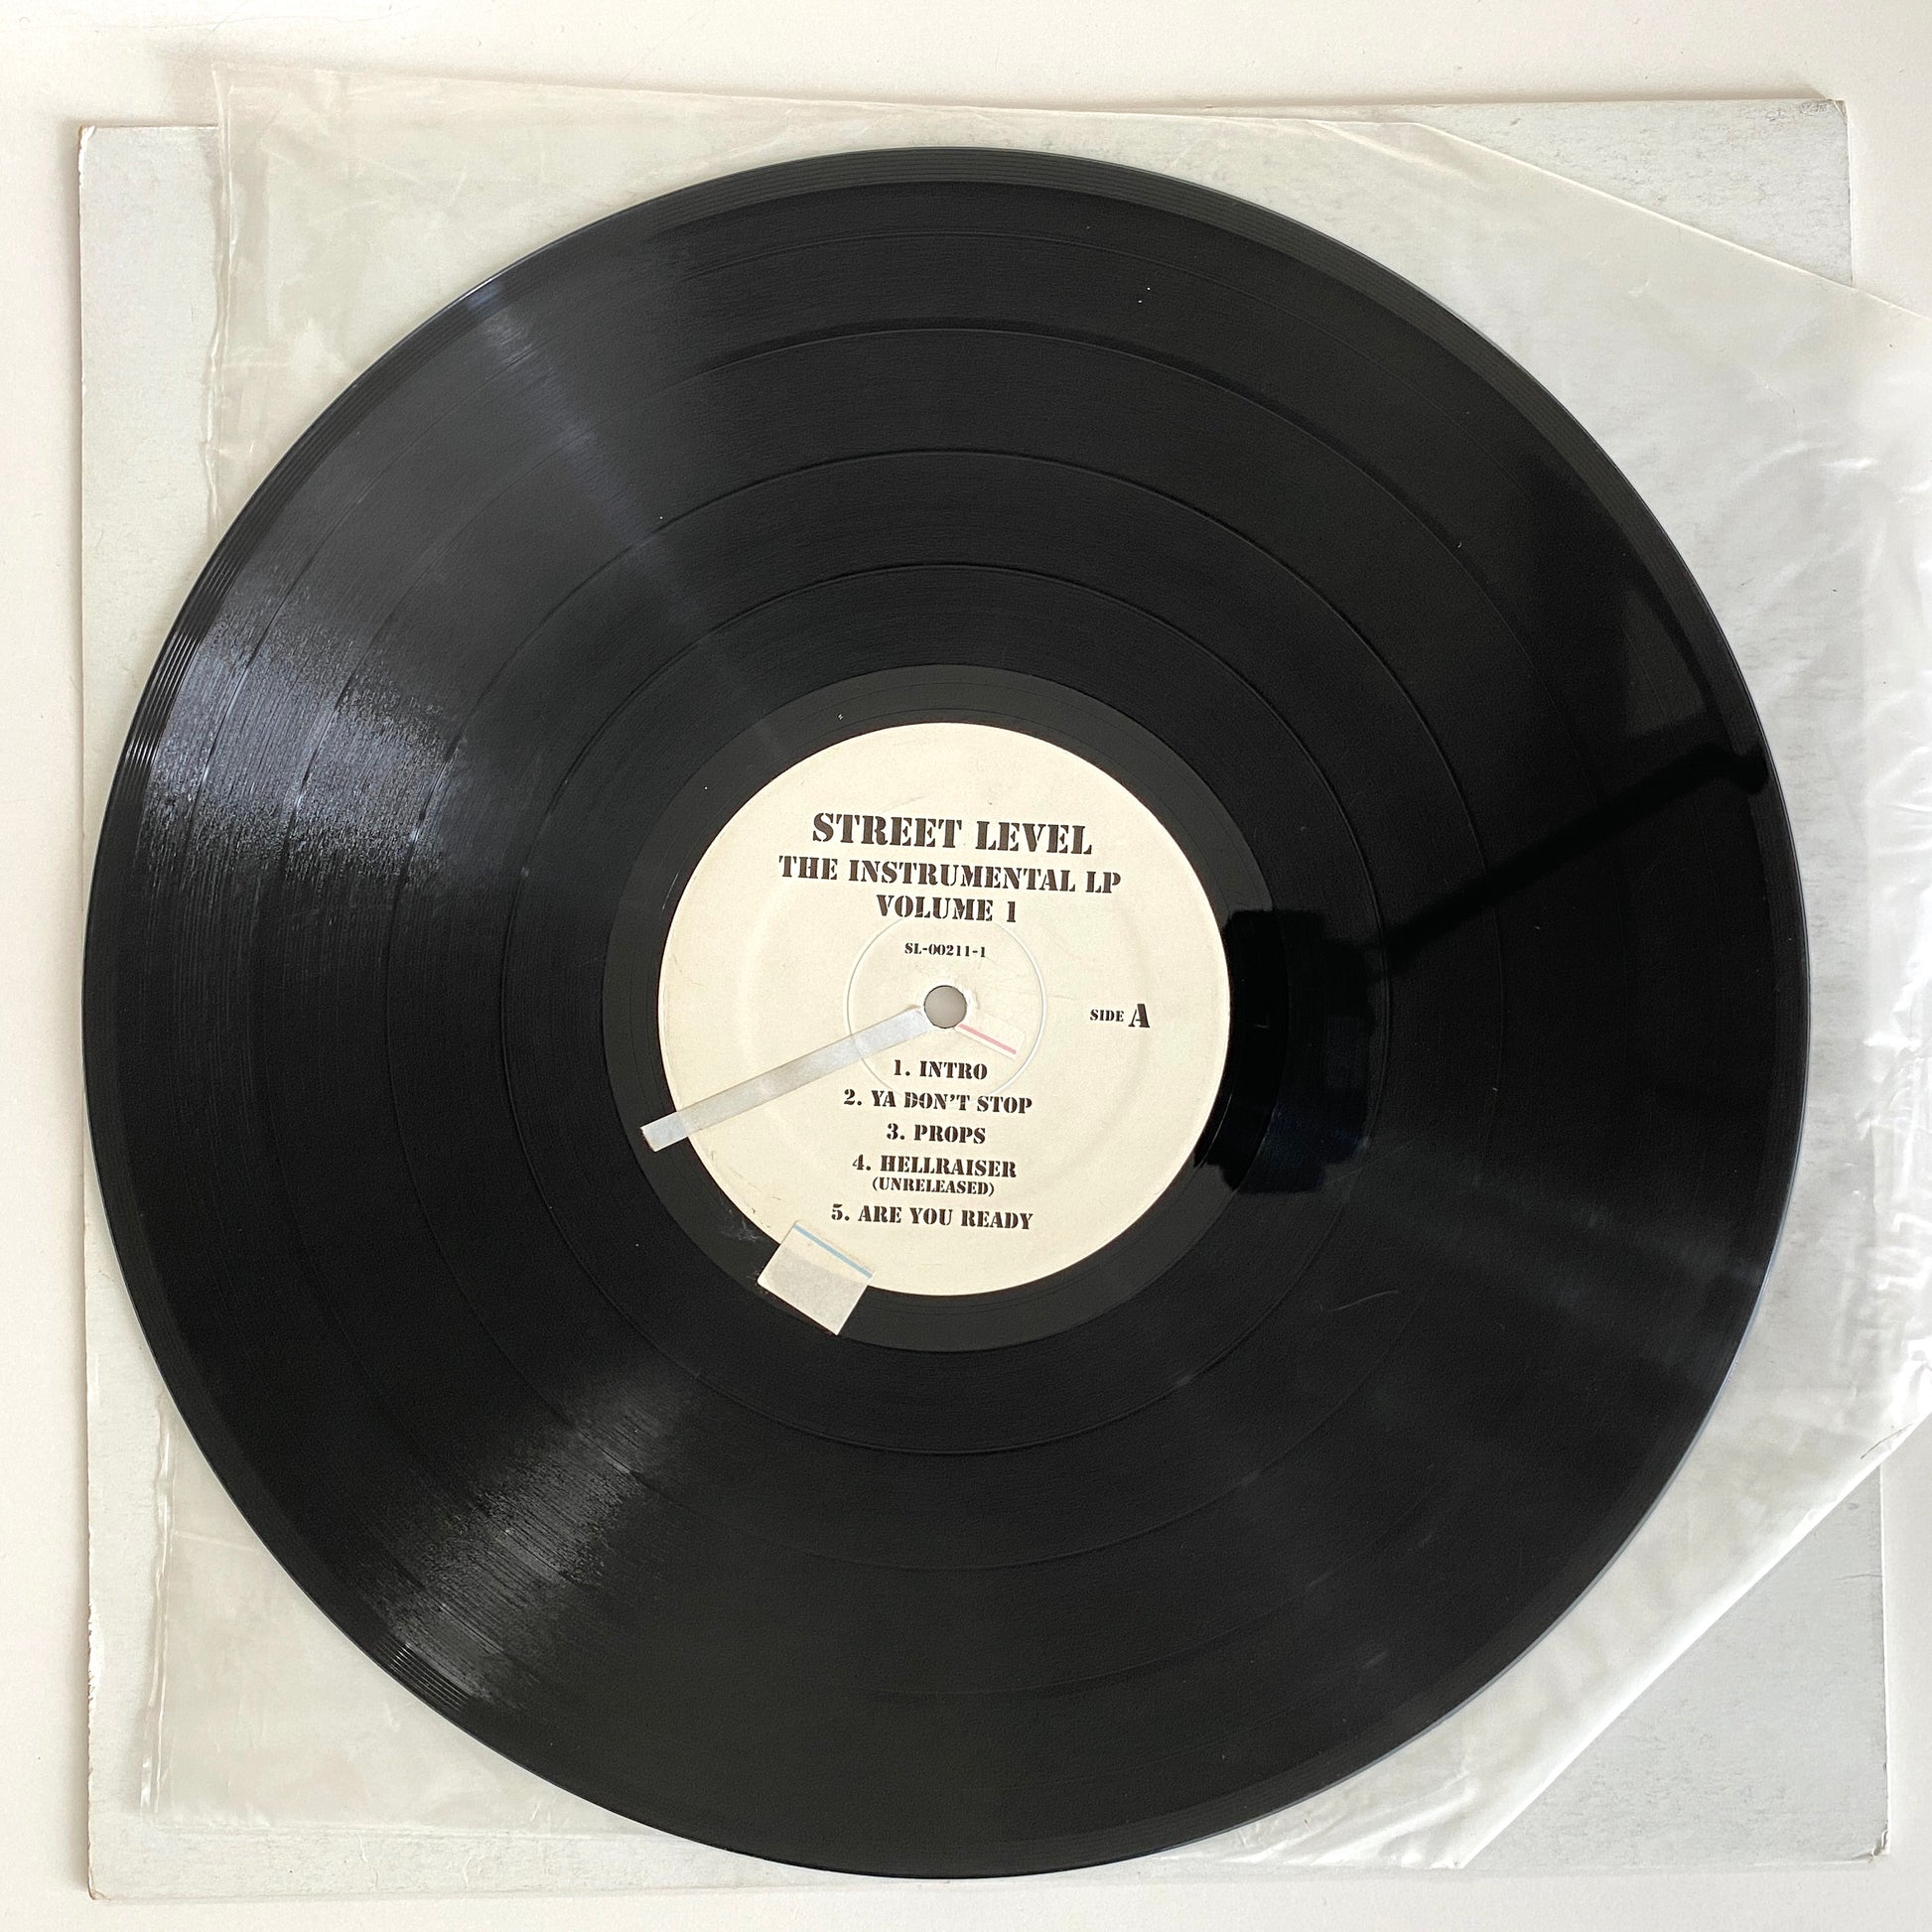 STREET LEVEL
THE INSTRUMENTAL LP
VOLUME 1
SL-00211-1
SIDE A
1. INTRO
2. YA DON'T STOP
3. PROPS
4. HELLRAISER
(UNRELEASED)
5. ARE YOU READY